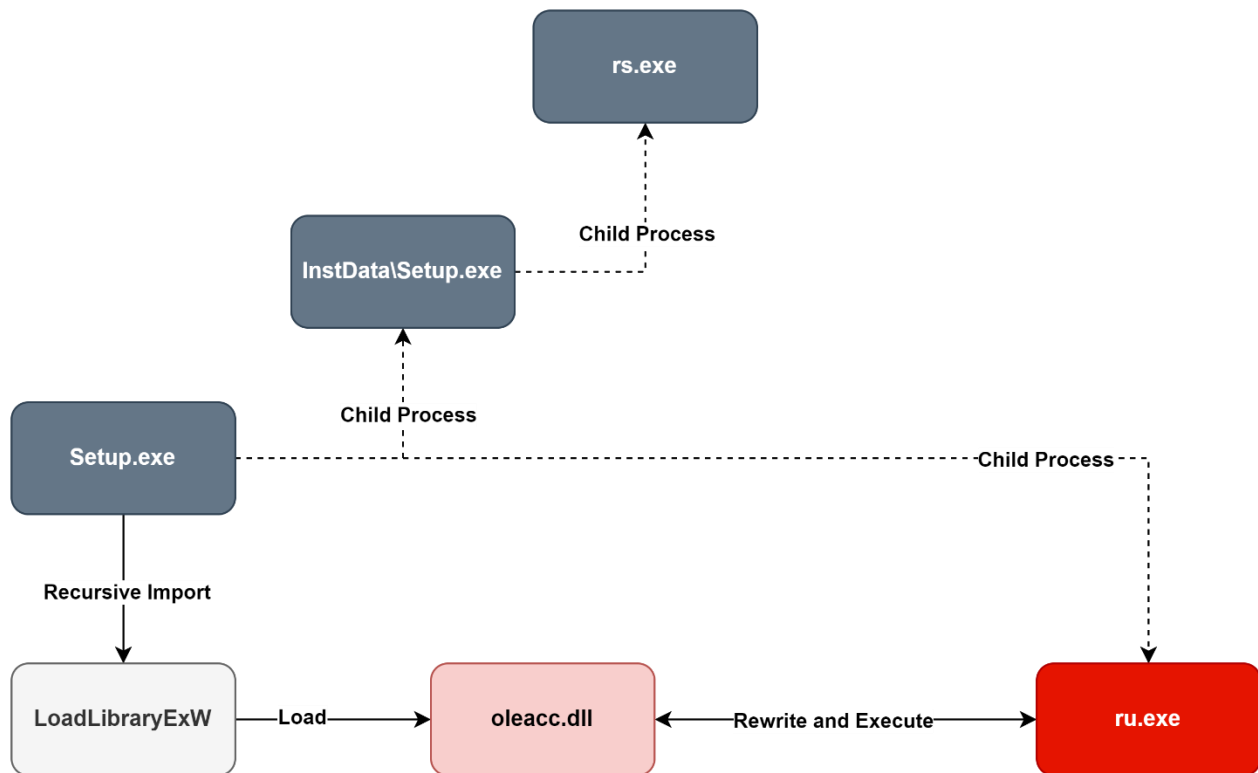 rs.exe
Child Process
InstData\Setup.exe
Child Process
Setup.exe
Child Process
Recursive Import
LoadLibraryExW
Load
oleacc.dll
Rewrite and Execute
ru.exe